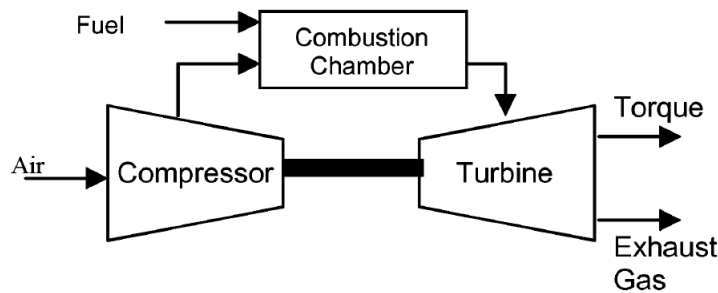 Fuel
Combustion
Chamber
Torque
Air
Compressor
Turbine
Exhaust
Gas